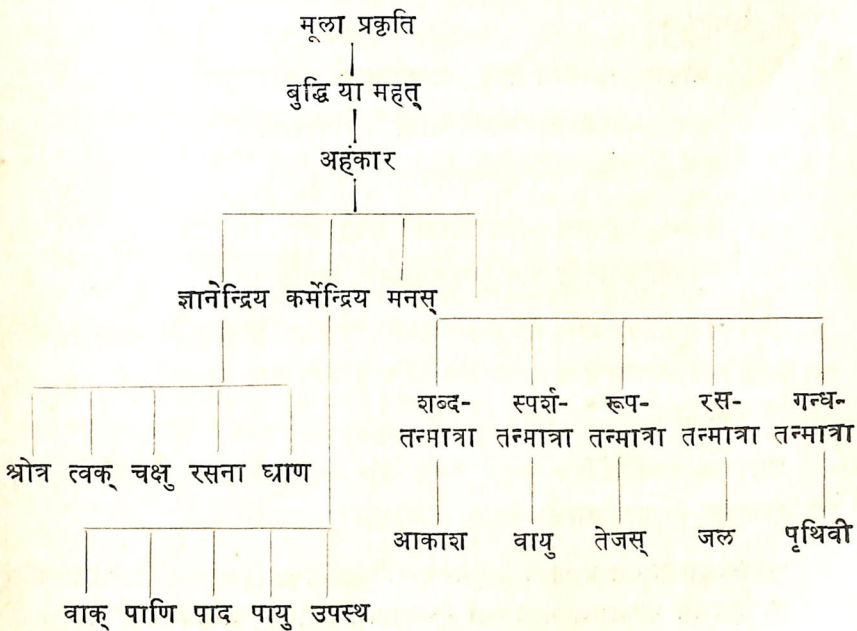 मूला प्रकृति
बुद्धि या महत्
अहंकार
ज्ञानेन्द्रिय कर्मेन्द्रिय मनस्
शब्द- स्पर्श- रूप- रस- गन्ध-
तन्मात्रा तन्मात्रा तन्मात्रा तन्मात्रा तन्मात्रा
श्रोत्र त्वक् चक्षु रसना घ्राण
आकाश वायु तेजस् जल पृथिवी
वाक् पाणि पाद पायु उपस्थ